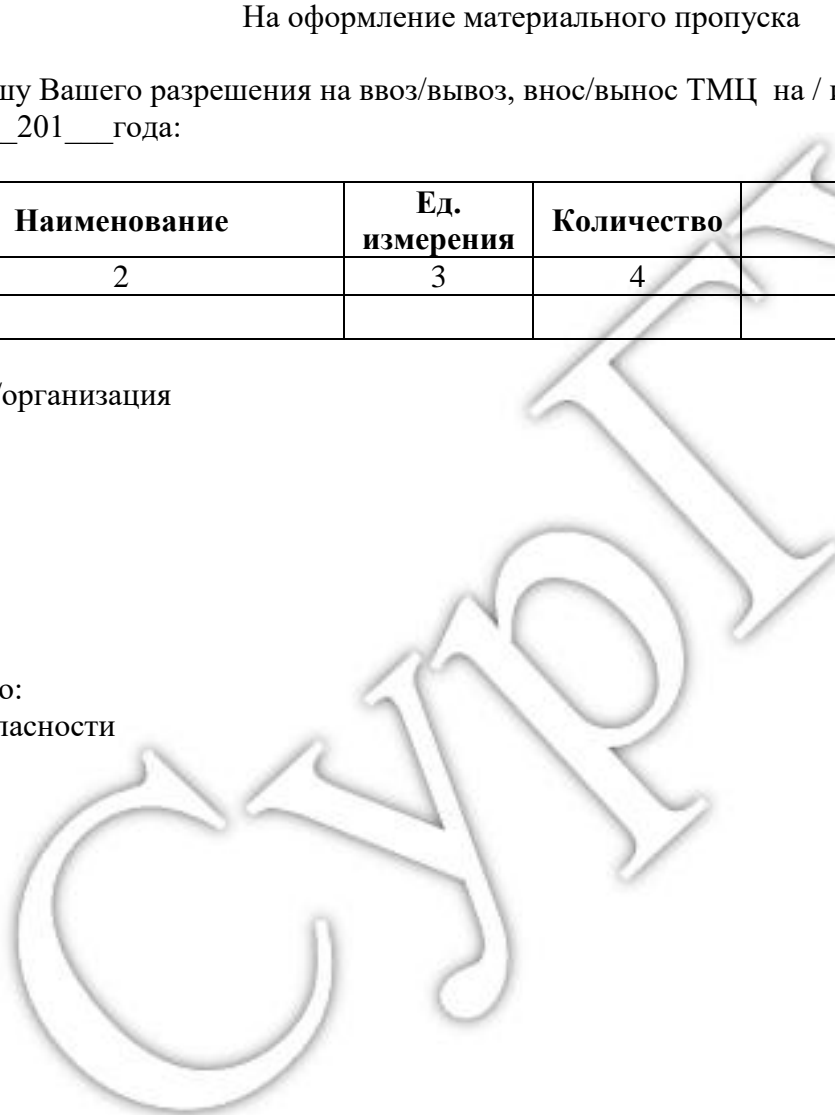 На оформление материального пропуска
шу Вашего разрешения на ввоз/вывоз, внос/вынос ТМЦ на /
_201___года:
Наименование Ед. измерения Количество
2 3 4
/организация
о:
пасности
СурГ